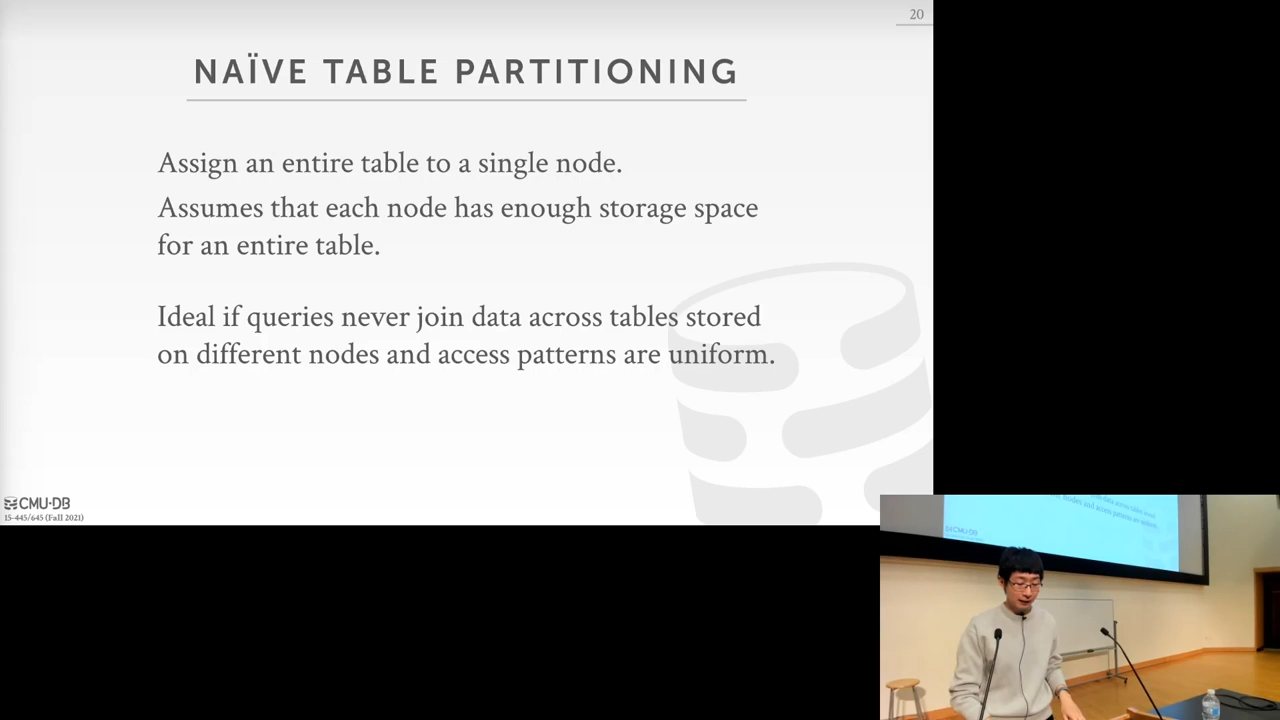 20
NAÏVE TABLE PARTITIONING
Assign an entire table to a single node.
Assumes that each node has enough storage space
for an entire table.
Ideal if queries never join data across tables stored
on different nodes and access patterns are uniform.
CMU·DB
15-445/645 (Fall 2021)